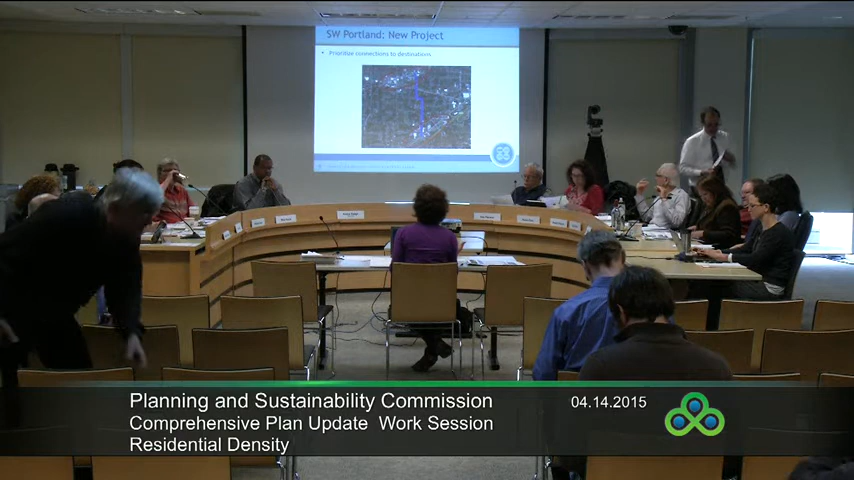 SW Portland; New Project
• Prioritize connections to destinations
Planning and Sustainability Commission
04.14.2015
Comprehensive Plan Update Work Session
Residential Density